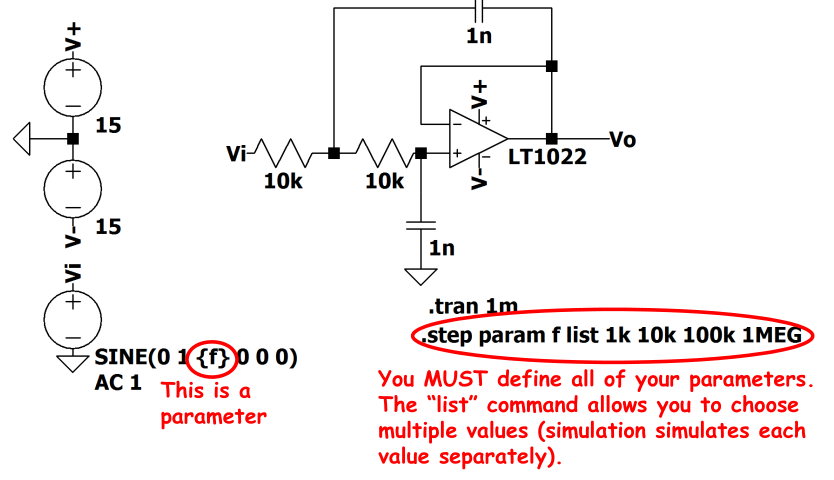 V+
15
15
V-
Vi
SINE(0 1 {f} 0 0 0)
AC 1
This is a
parameter
1n
V+
Vi
10k
10k
LT1022
V-
Vo
1n
.tran 1m
.step param f list 1k 10k 100k 1MEG
You MUST define all of your parameters.
The “list” command allows you to choose
multiple values (simulation simulates each
value separately).